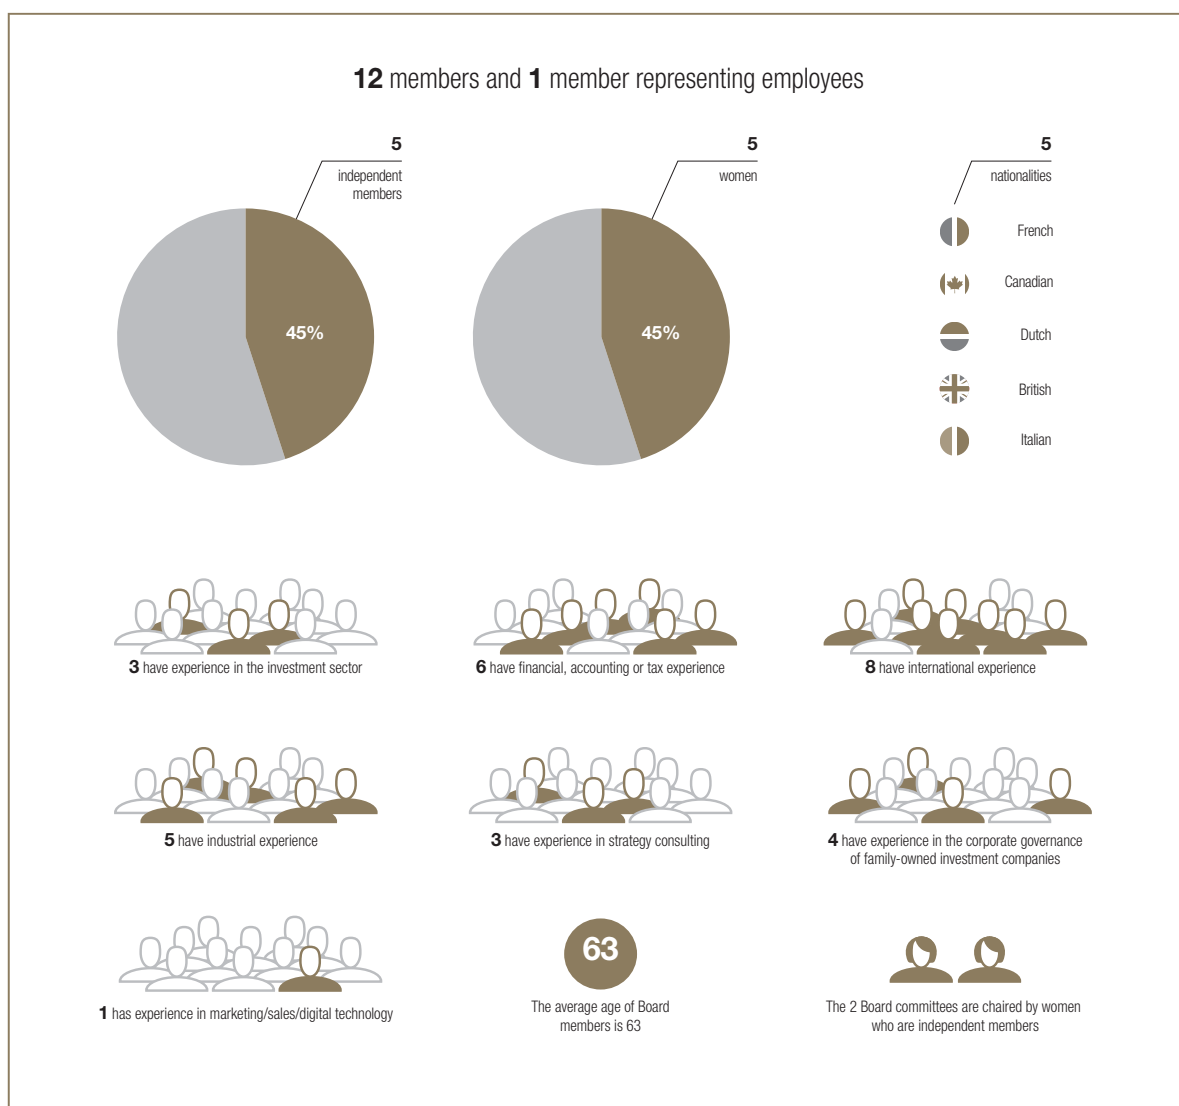 12 members and 1 member representing employees
5
independent
members
45%
5
women
45%
5
nationalities
French
Canadian
Dutch
British
Italian
3 have experience in the investment sector
6 have financial, accounting or tax experience
8 have international experience
5 have industrial experience
3 have experience in strategy consulting
4 have experience in the corporate governance
of family-owned investment companies
1 has experience in marketing/sales/digital technology
63
The average age of Board
members is 63
The 2 Board committees are chaired by women
who are independent members